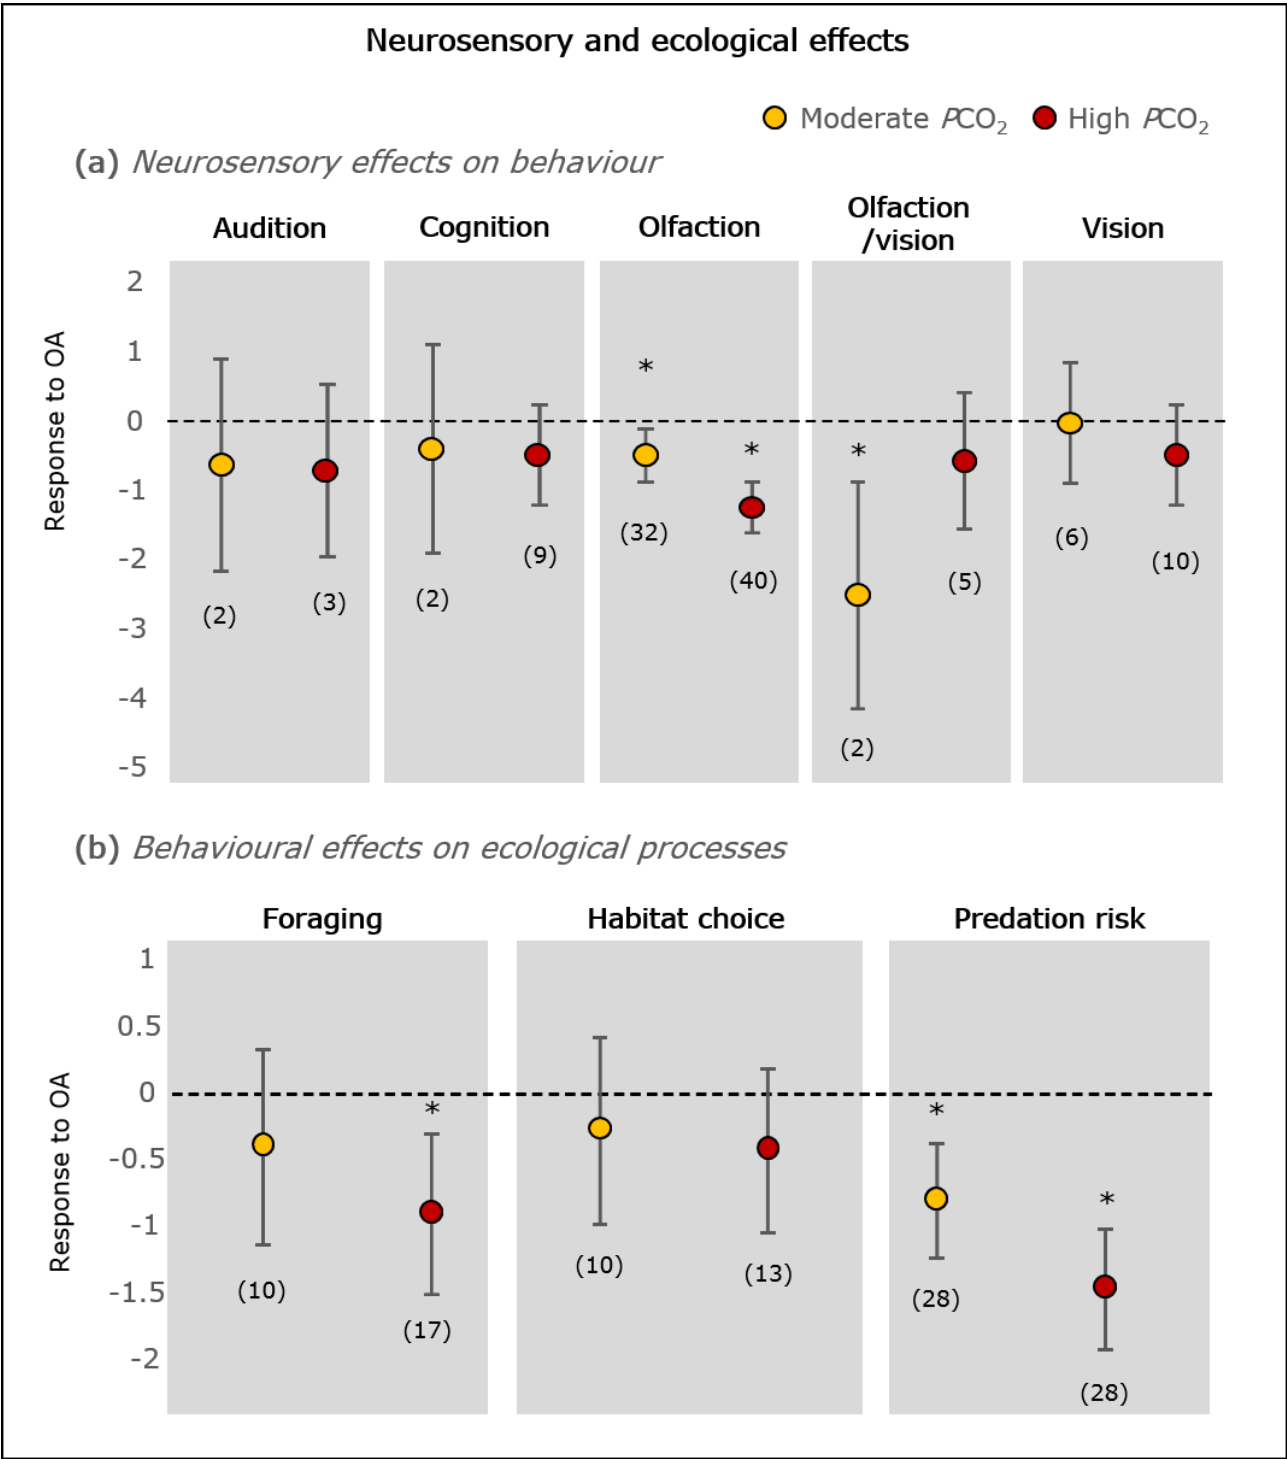 Neurosensory and ecological effects
Moderate PCO₂ High PCO₂
(a) Neurosensory effects on behaviour
Audition Cognition Olfaction Olfaction /vision Vision
Response to OA
2
1
0
-1
-2
-3
-4
-5
* * *
(2) (3) (2) (9) (32) (40) (2) (5) (6) (10)
(b) Behavioural effects on ecological processes
Foraging Habitat choice Predation risk
Response to OA
1
0.5
0
-0.5
-1
-1.5
-2
* * *
(10) (17) (10) (13) (28) (28)